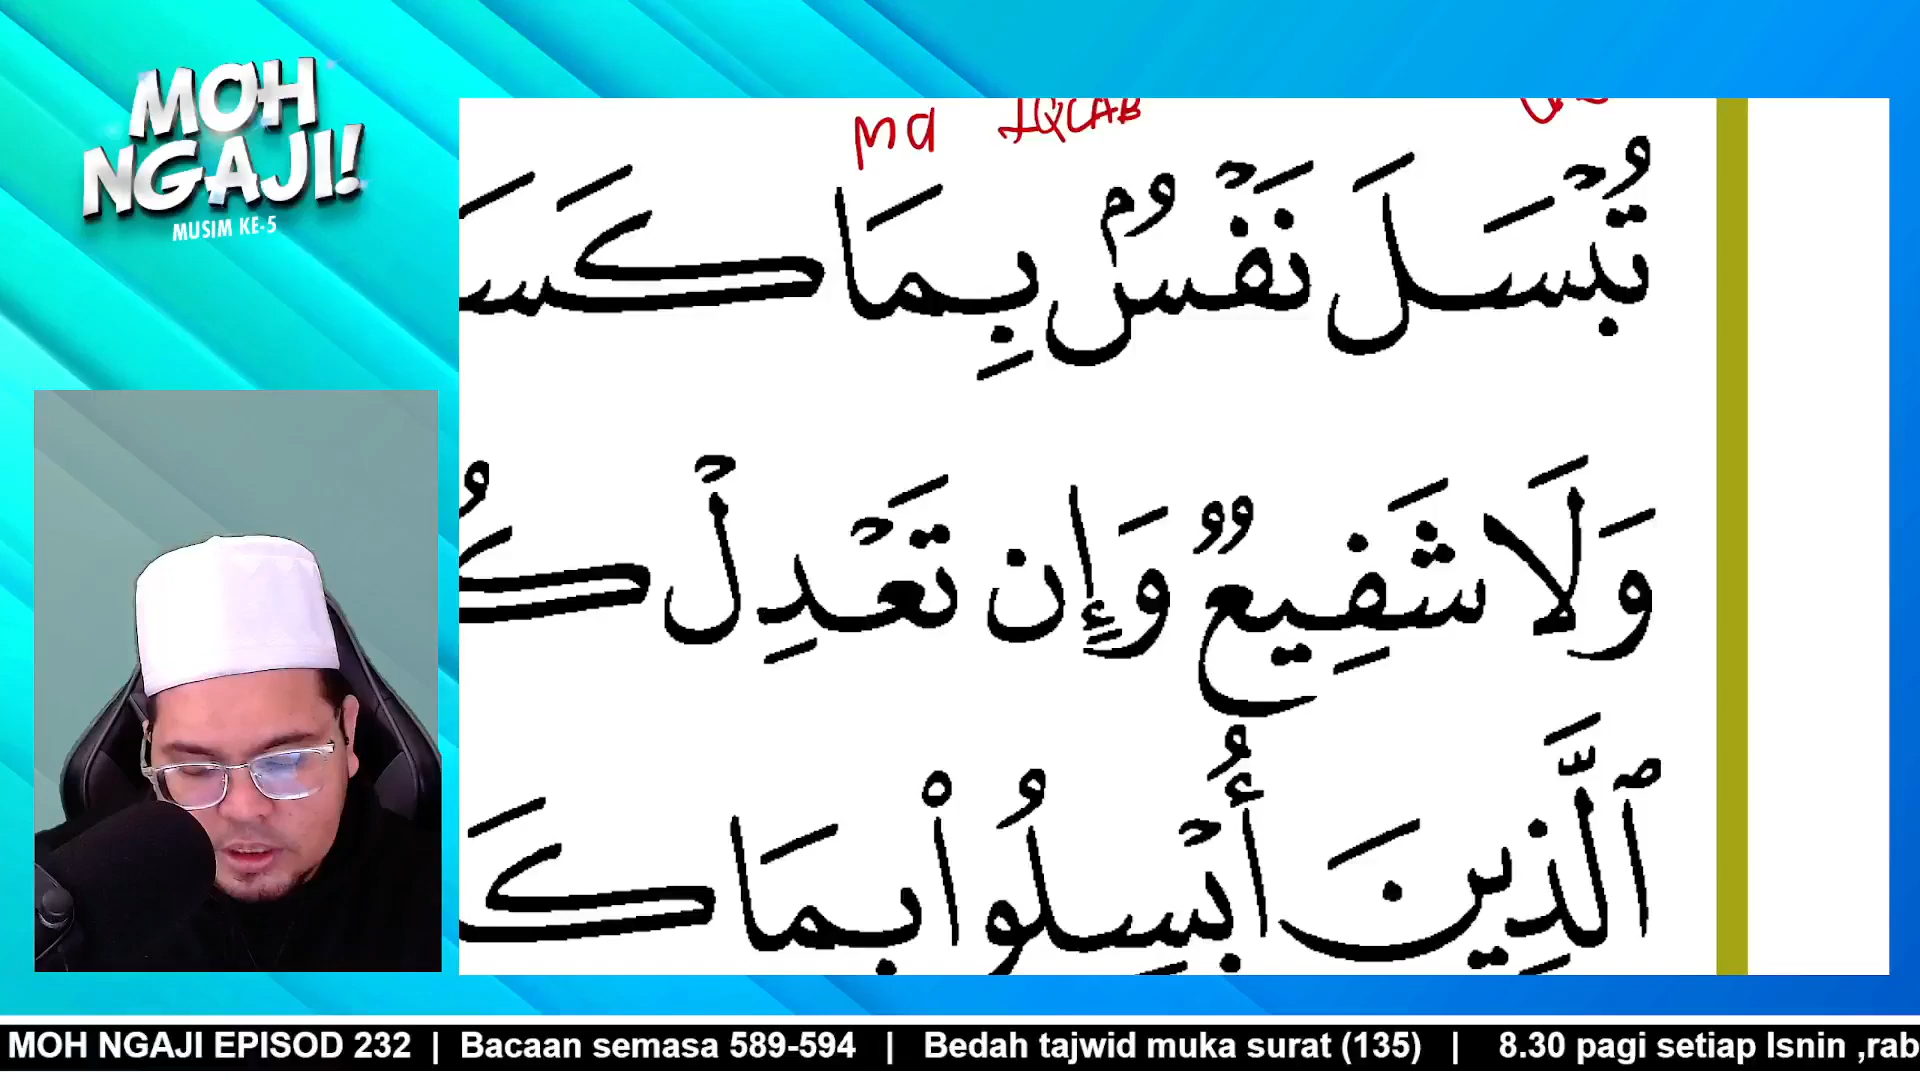 MOH
NGAJI!
MUSIM KE-5
Md IQLAB
تُبْسَلَ نَفْسُۢ بِمَا كَسَ
وَلَا شَفِيعٌ وَإِن تَعْدِلْ كُ
ٱلَّذِينَ أُبْسِلُوا۟ بِمَا كَ
MOH NGAJI EPISOD 232 | Bacaan semasa 589-594 | Bedah tajwid muka surat (135) | 8.30 pagi setiap Isnin ,rab